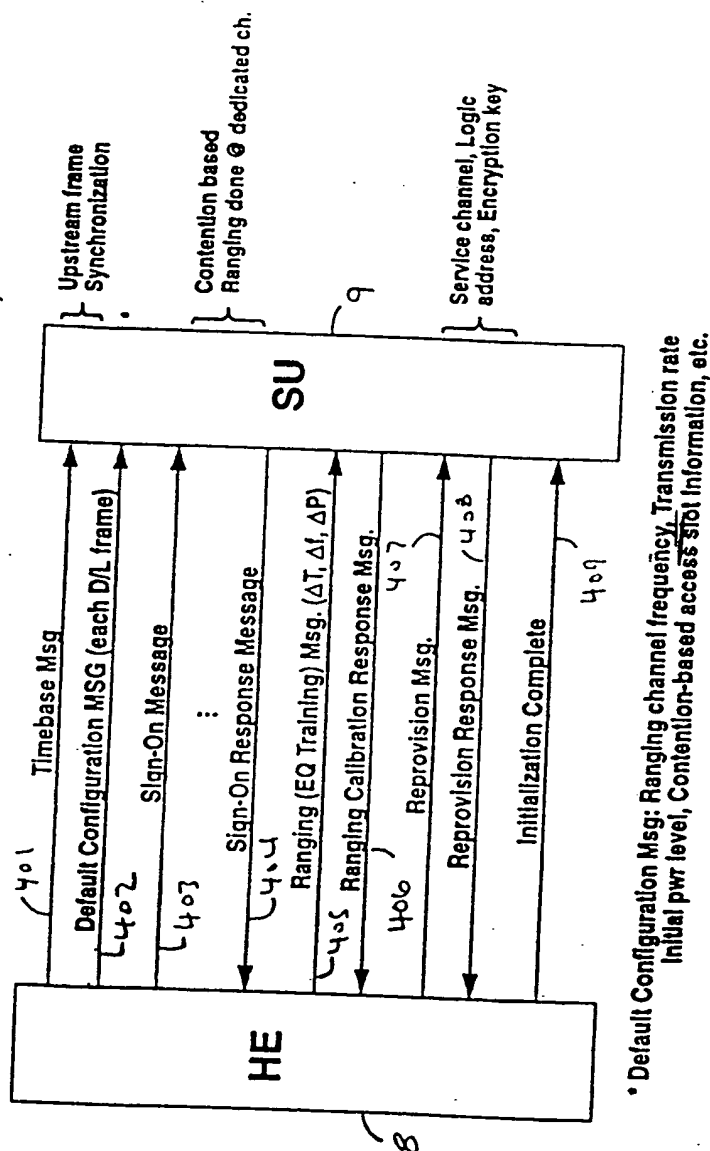 HE
8
SU
9
401
Timebase Msg
Default Configuration MSG (each D/L frame)
402
Sign-On Message
403
...
Sign-On Response Message
404
Ranging (EQ Training) Msg. (ΔT, Δf, ΔP)
405
Ranging Calibration Response Msg.
406
407
Reprovision Msg.
Reprovision Response Msg.
408
Initialization Complete
409
Upstream frame
Synchronization
Contention based
Ranging done @ dedicated ch.
Service channel, Logic
address, Encryption key
* Default Configuration Msg: Ranging channel frequency, Transmission rate
Initial pwr level, Contention-based access slot Information, etc.